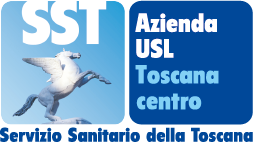 SST
Azienda
USL
Toscana
centro
Servizio Sanitario della Toscana